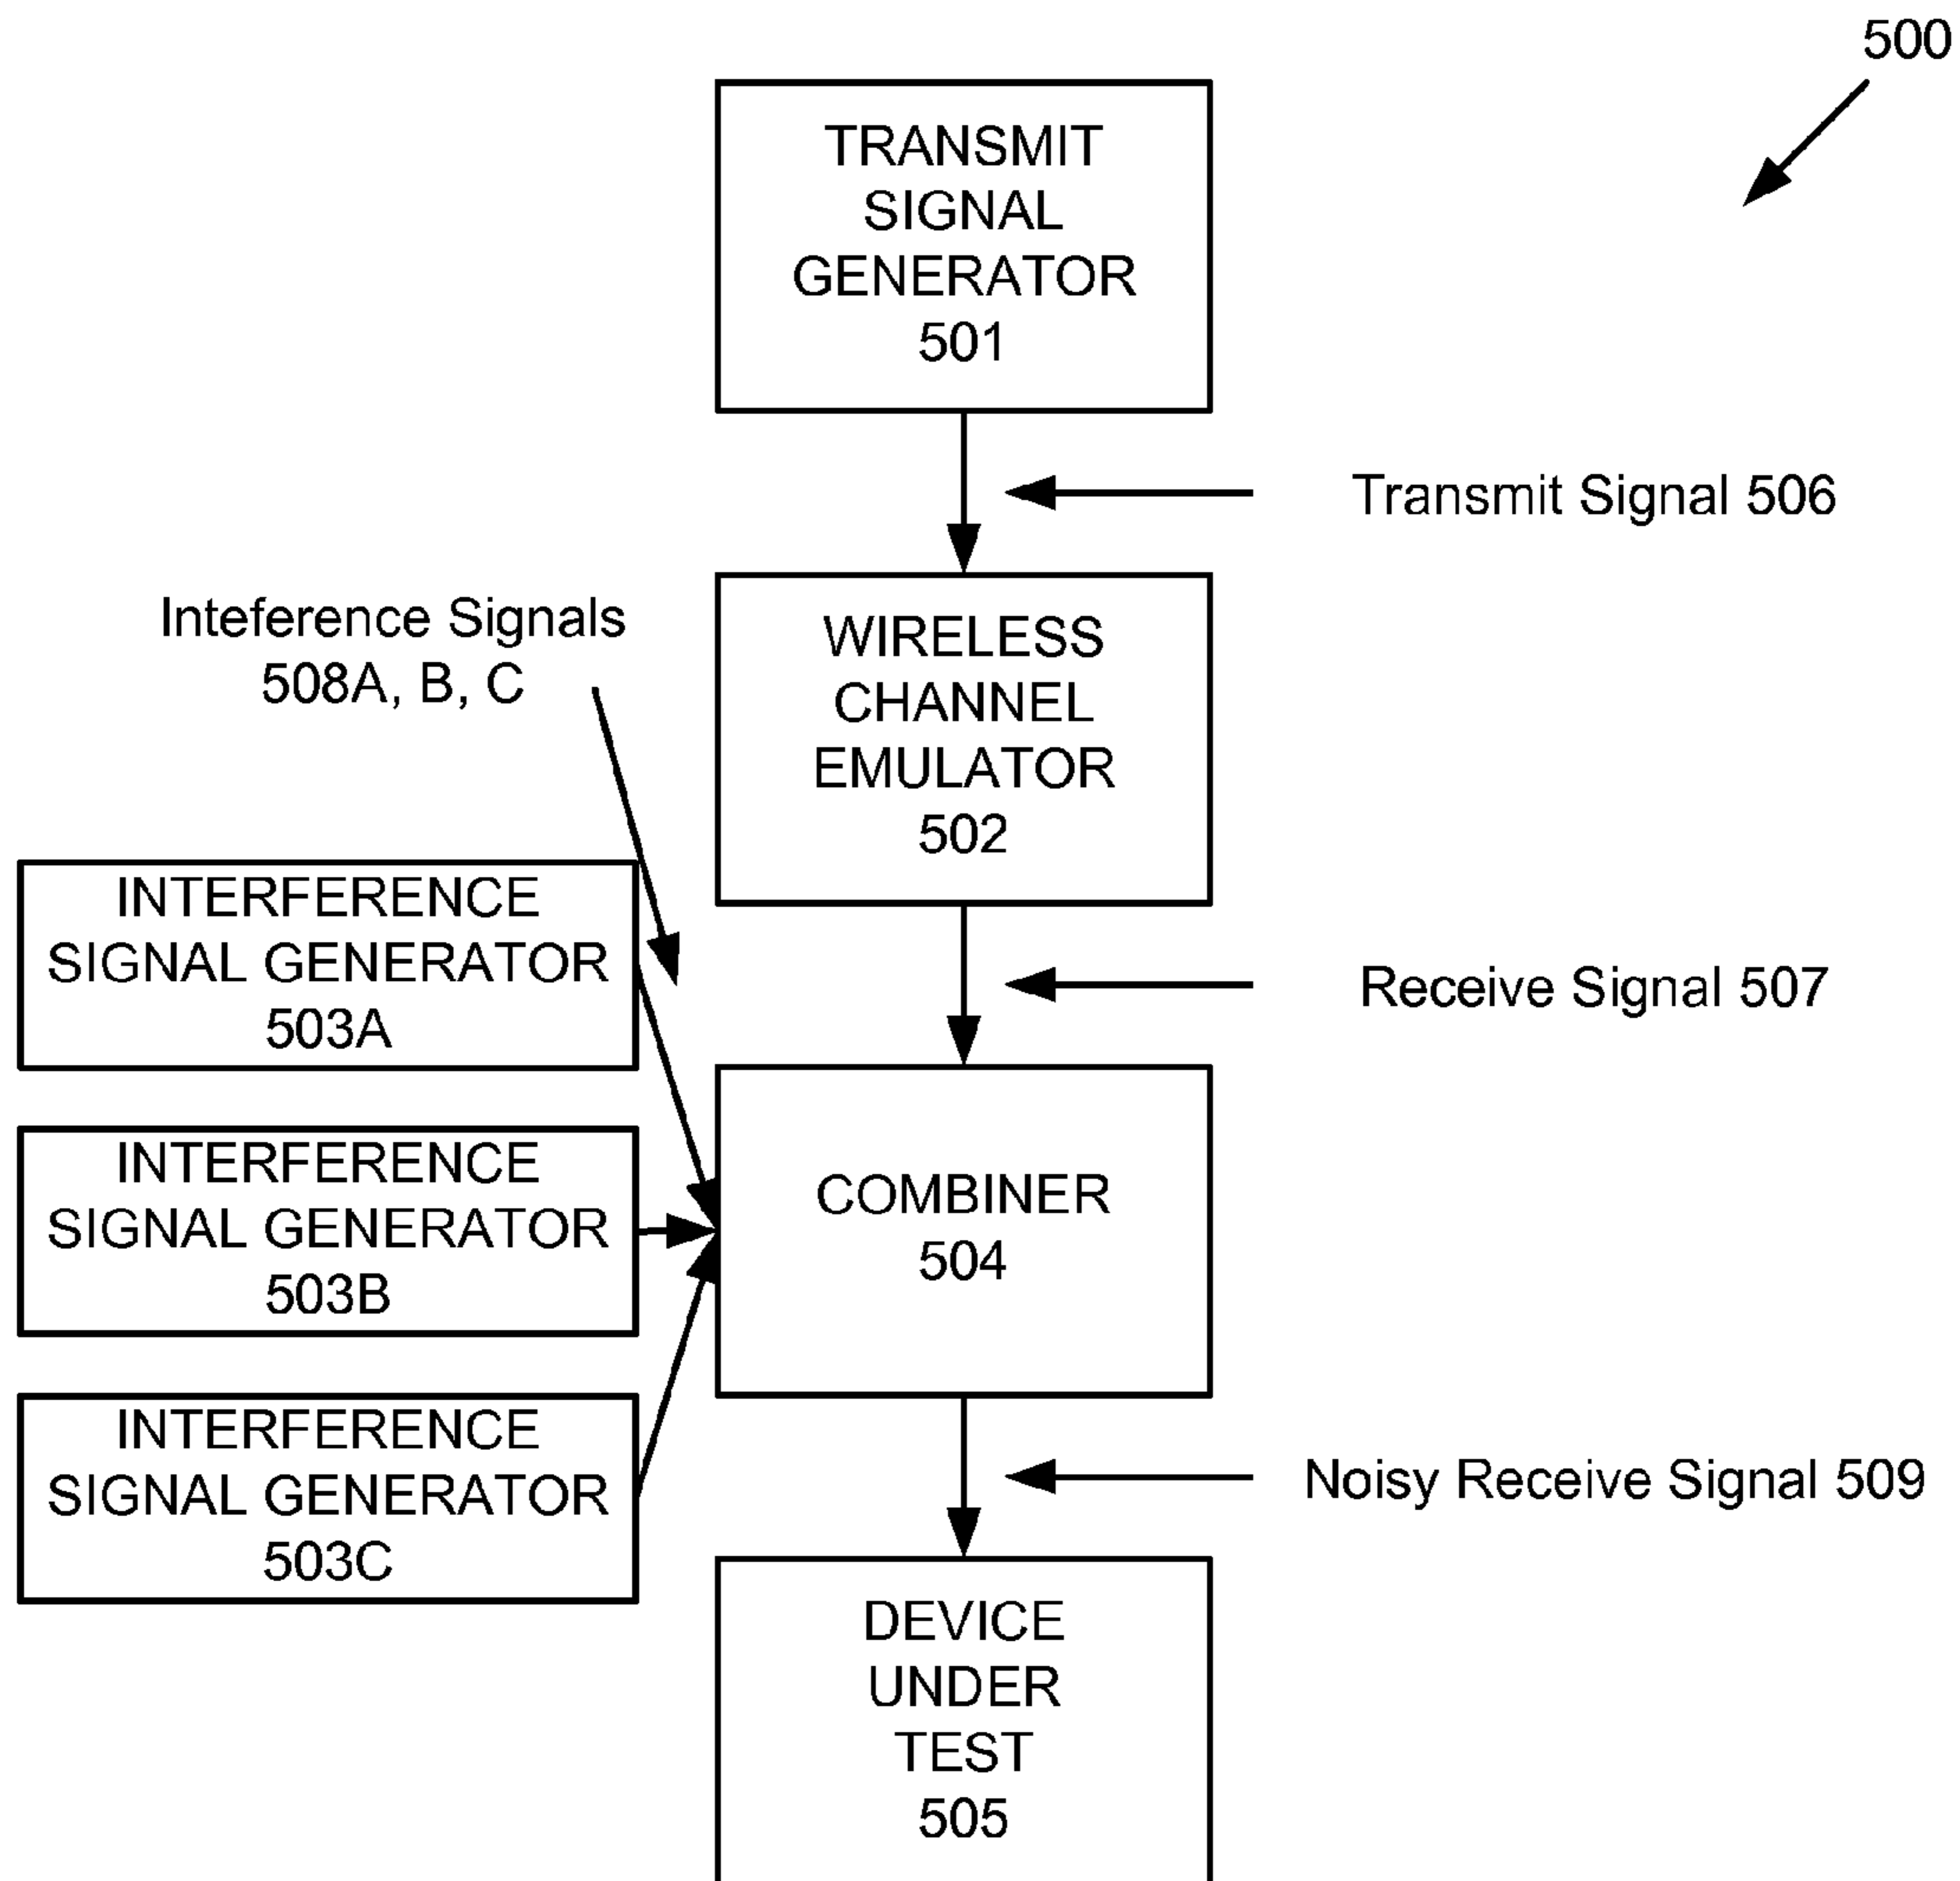 500
TRANSMIT
SIGNAL
GENERATOR
501
Transmit Signal 506
Inteference Signals
508A, B, C
WIRELESS
CHANNEL
EMULATOR
502
INTERFERENCE
SIGNAL GENERATOR
503A
Receive Signal 507
INTERFERENCE
SIGNAL GENERATOR
503B
COMBINER
504
INTERFERENCE
SIGNAL GENERATOR
503C
Noisy Receive Signal 509
DEVICE
UNDER
TEST
505